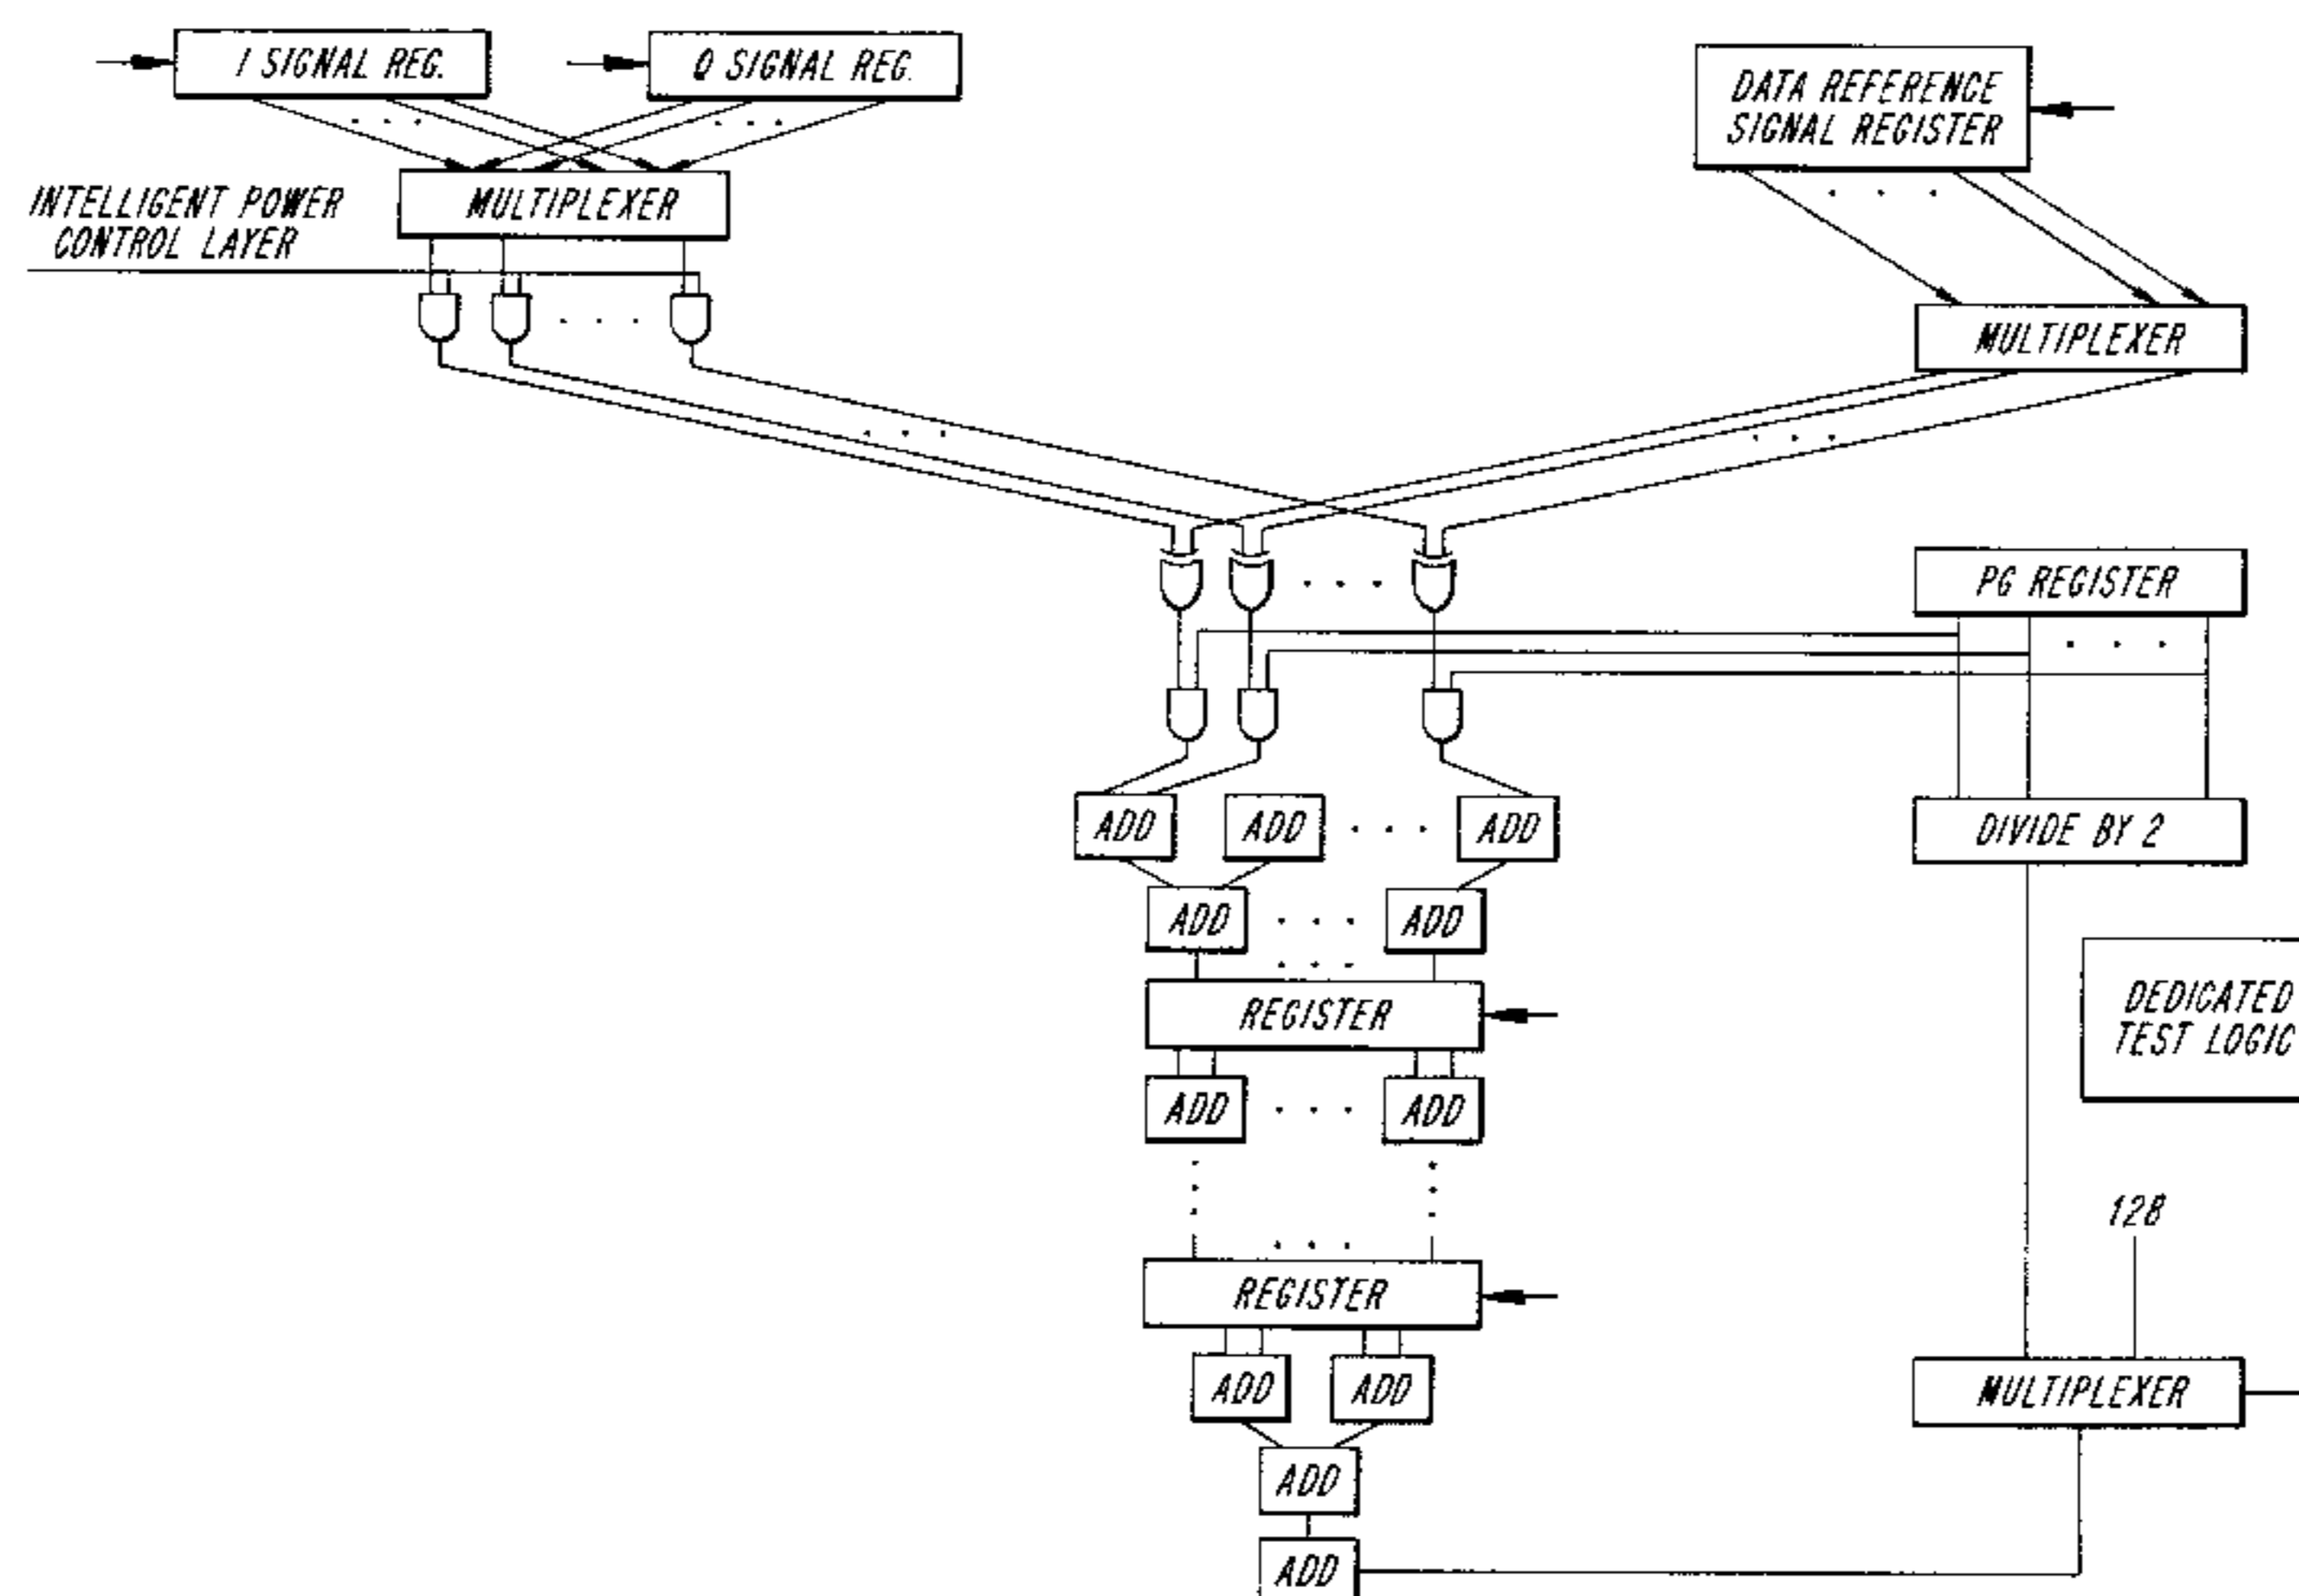 I SIGNAL REG.
Q SIGNAL REG.
DATA REFERENCE
SIGNAL REGISTER
INTELLIGENT POWER
CONTROL LAYER
MULTIPLEXER
MULTIPLEXER
PG REGISTER
ADD
ADD
ADD
DIVIDE BY 2
ADD
ADD
REGISTER
DEDICATED
TEST LOGIC
ADD
ADD
128
REGISTER
ADD
ADD
MULTIPLEXER
ADD
ADD